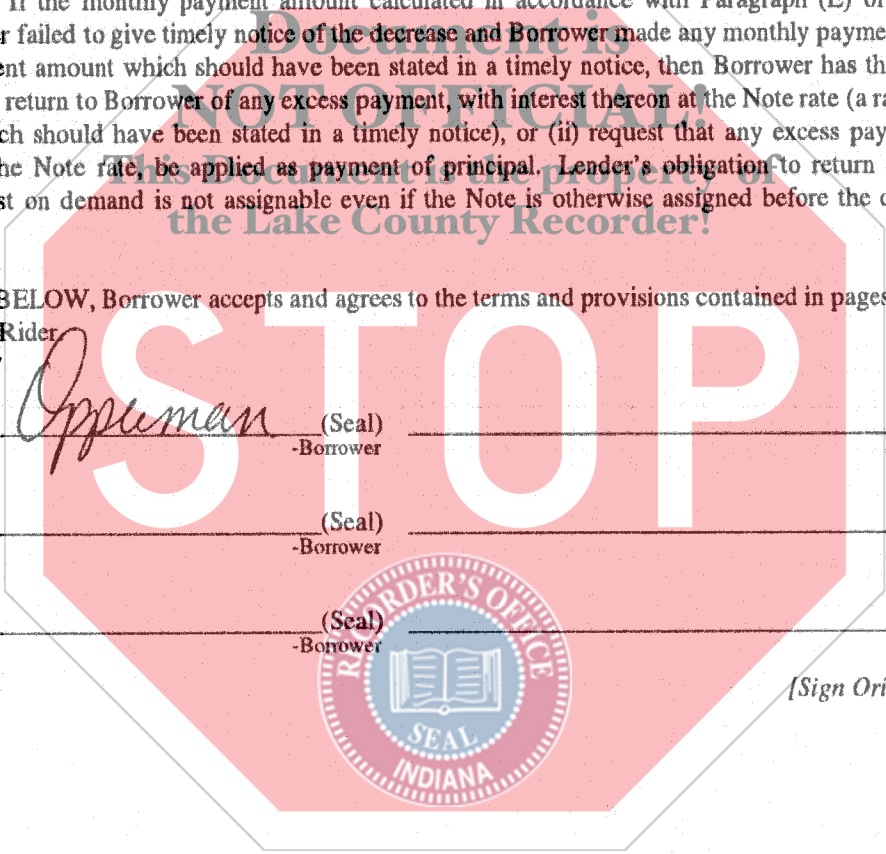 If the monthly payment amount calculated in accordance with Paragraph (E) of
r failed to give timely notice of the decrease and Borrower made any monthly payme
ent amount which should have been stated in a timely notice, then Borrower has th
return to Borrower of any excess payment, with interest thereon at the Note rate (a ra
ch should have been stated in a timely notice), or (ii) request that any excess pay
he Note rate, be applied as payment of principal. Lender's obligation to return
st on demand is not assignable even if the Note is otherwise assigned before the
Document is
NOT OFFICIAL!
This Document is the property of
the Lake County Recorder!
BELOW, Borrower accepts and agrees to the terms and provisions contained in pages
Rider.
STOP
(Seal)
-Borrower
(Seal)
-Borrower
(Seal)
-Borrower
[Sign Ori
RECORDER'S OFFICE
SEAL
INDIANA